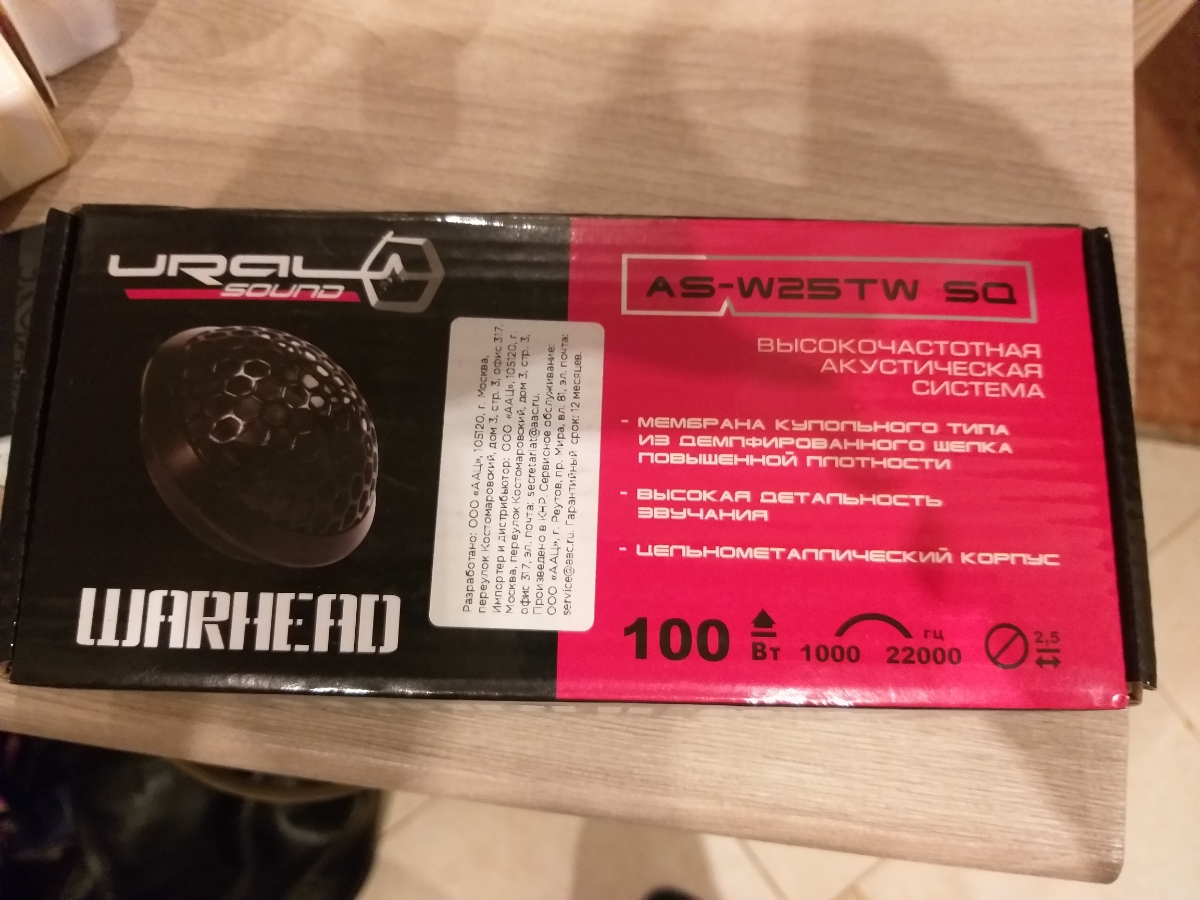 URAL
SOUND
WARHEAD
Разработано: ООО «ААЦ», 105120, г. Москва,
переулок Костомаровский, дом 3, стр. 3, офис 317.
Импортер и дистрибьютор: ООО «ААЦ», 105120, г.
Москва, переулок Костомаровский, дом 3, стр. 3,
офис 317, эл. почта: secretariat@aac.ru.
Произведено в КНР. Сервисное обслуживание:
ООО «ААЦ», г. Реутов, пр. Мира, вл. 81, эл. почта:
service@aac.ru. Гарантийный срок: 12 месяцев.
AS-W25TW SQ
ВЫСОКОЧАСТОТНАЯ
АКУСТИЧЕСКАЯ
СИСТЕМА
- МЕМБРАНА КУПОЛЬНОГО ТИПА
ИЗ ДЕМПФИРОВАННОГО ШЕЛКА
ПОВЫШЕННОЙ ПЛОТНОСТИ
- ВЫСОКАЯ ДЕТАЛЬНОСТЬ
ЗВУЧАНИЯ
- ЦЕЛЬНОМЕТАЛЛИЧЕСКИЙ КОРПУС
100 Вт 1000 22000 гц 2,5